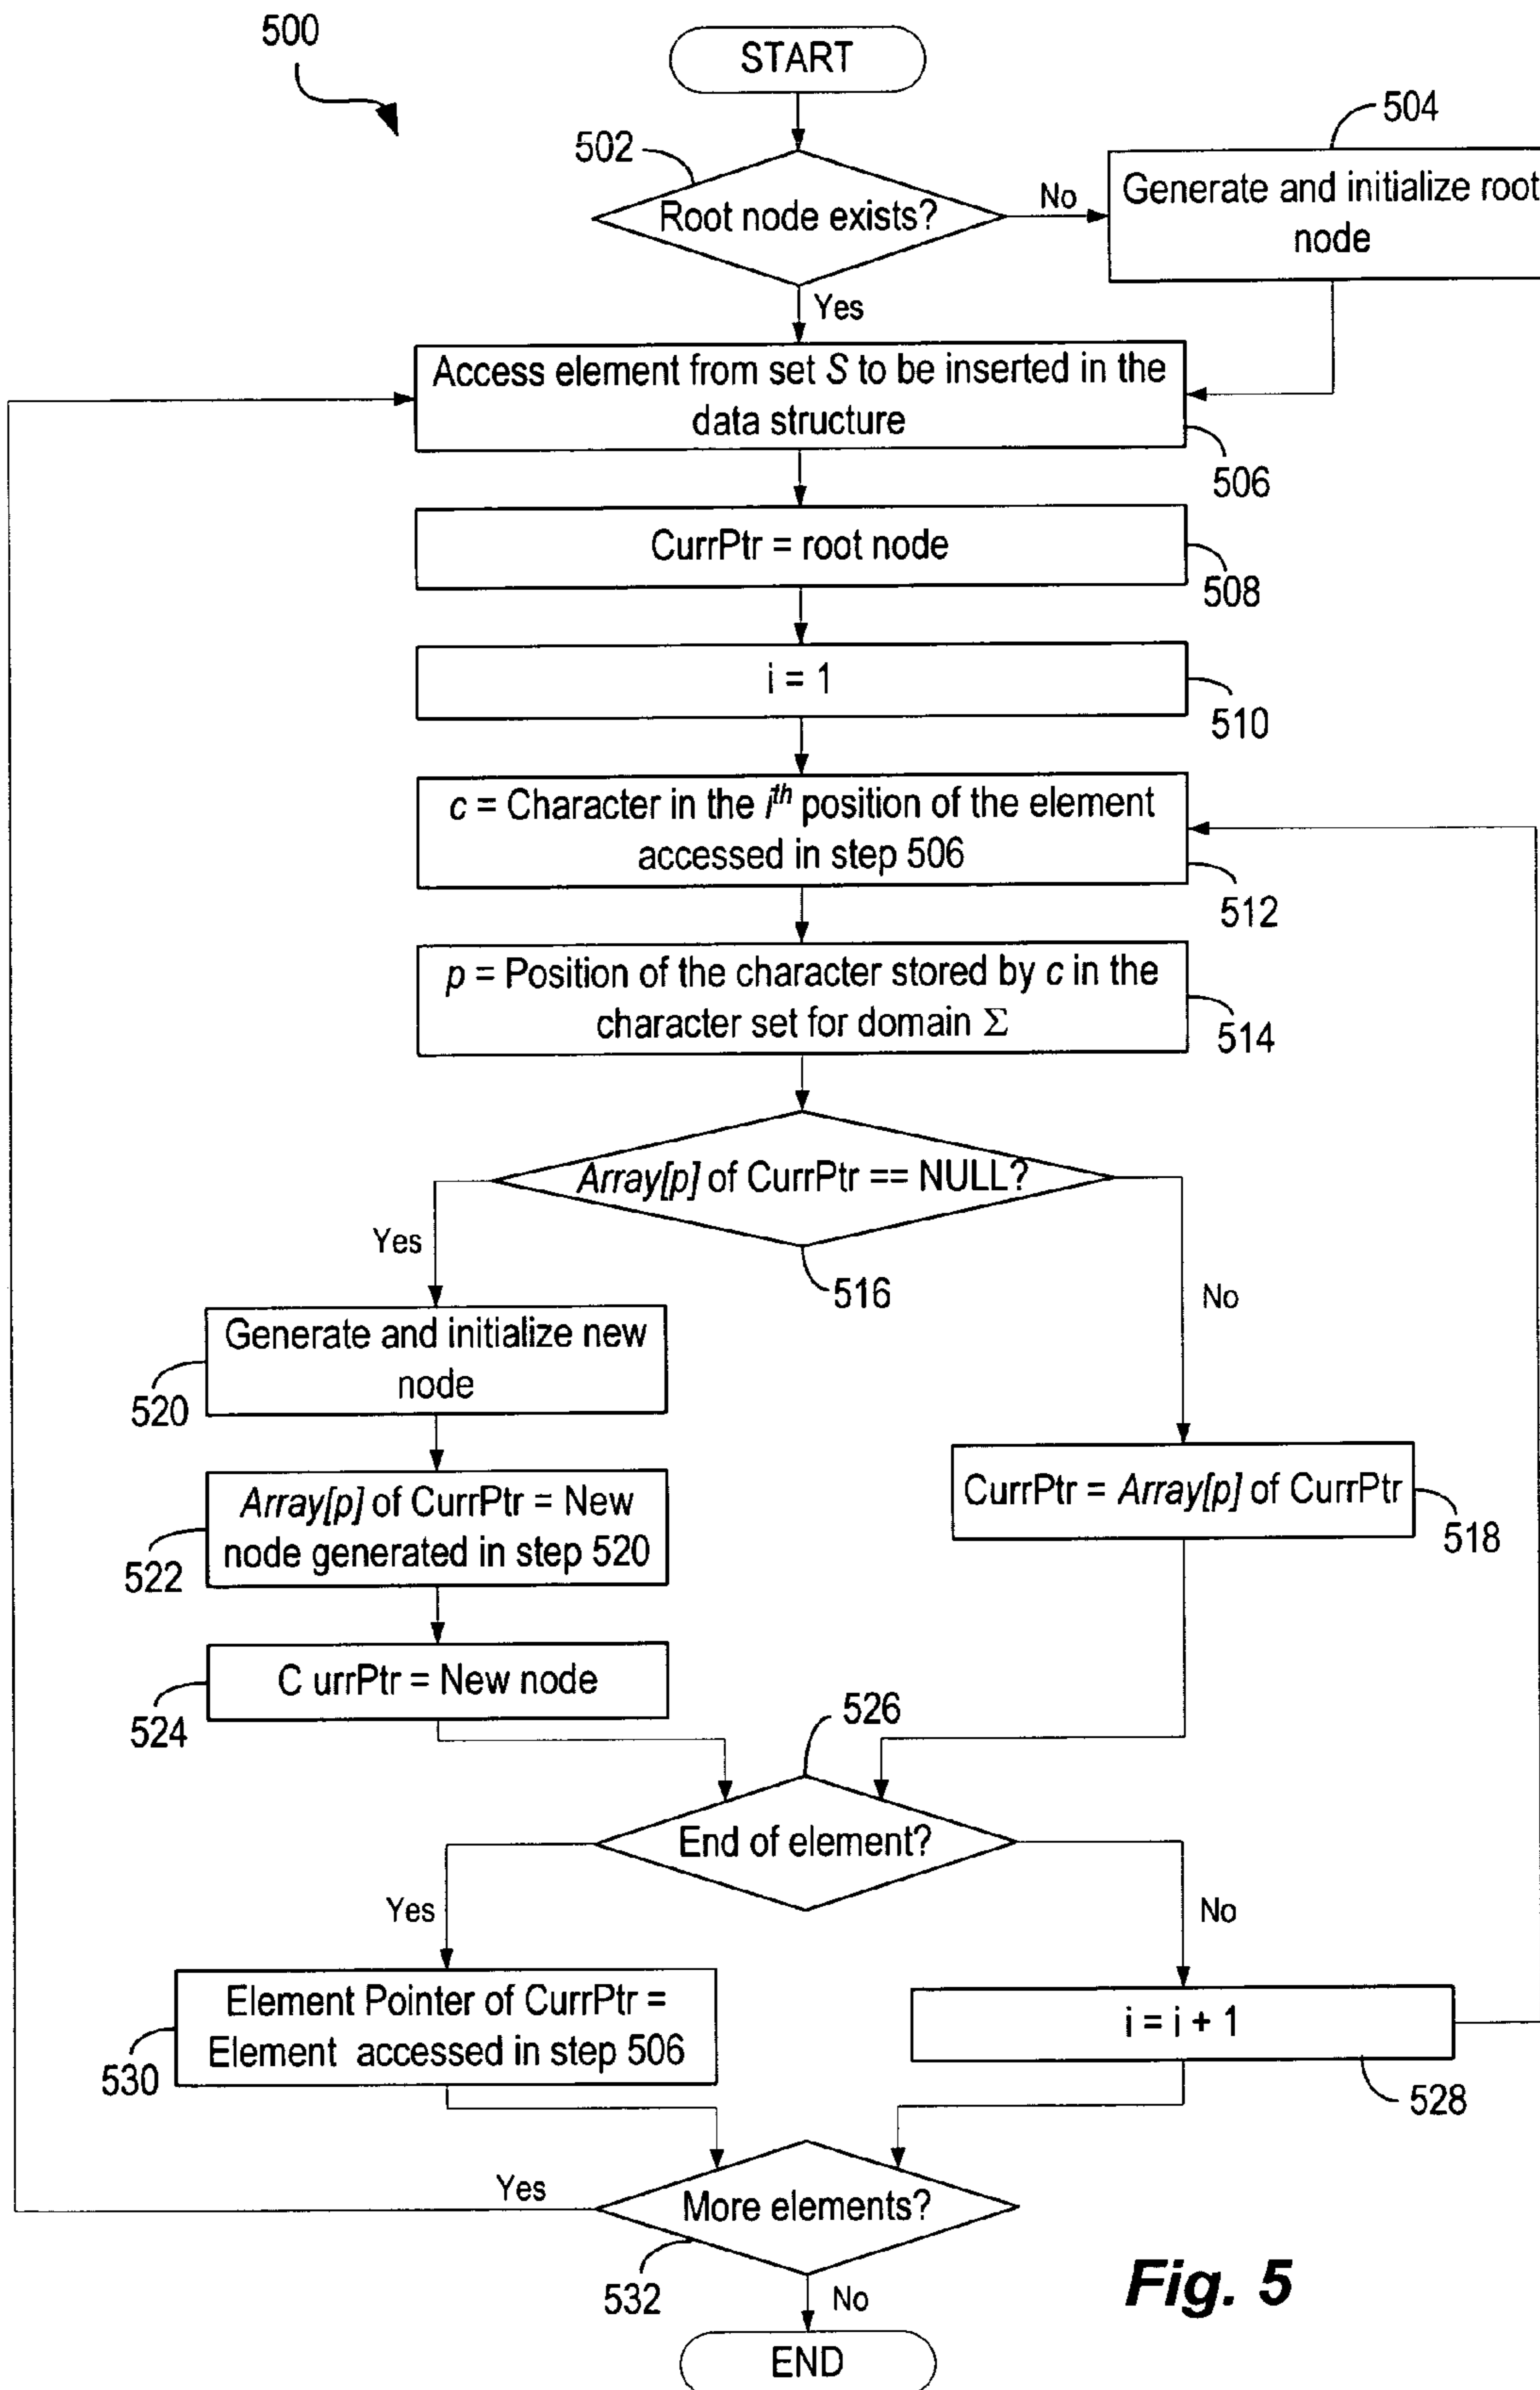 500
START
502
504
Root node exists?
No
Generate and initialize root
node
Yes
Access element from set S to be inserted in the
data structure
506
CurrPtr = root node
508
i = 1
510
c = Character in the ith position of the element
accessed in step 506
512
p = Position of the character stored by c in the
character set for domain Σ
514
Array[p] of CurrPtr == NULL?
Yes
516
No
Generate and initialize new
node
520
Array[p] of CurrPtr = New
node generated in step 520
522
CurrPtr = Array[p] of CurrPtr
518
C urrPtr = New node
524
526
End of element?
Yes
No
Element Pointer of CurrPtr =
Element accessed in step 506
530
i = i + 1
528
Yes
More elements?
532
No
Fig. 5
END